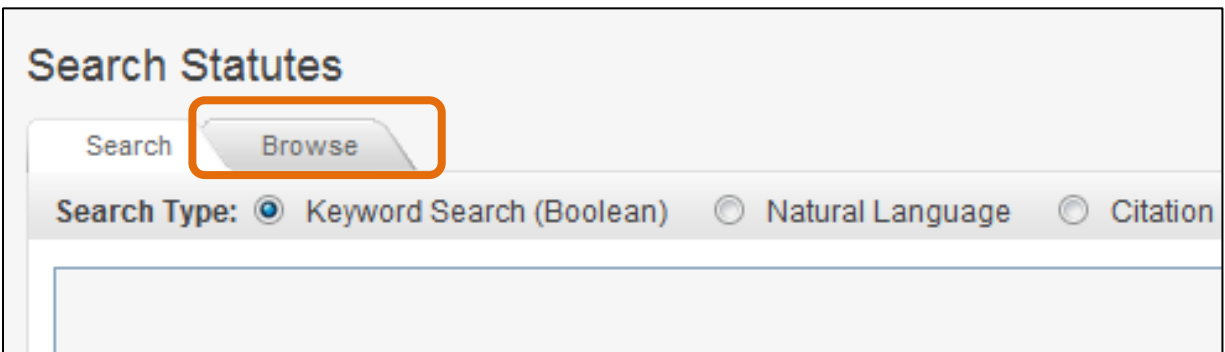 Search Statutes
Search Browse
Search Type: Keyword Search (Boolean) Natural Language Citation